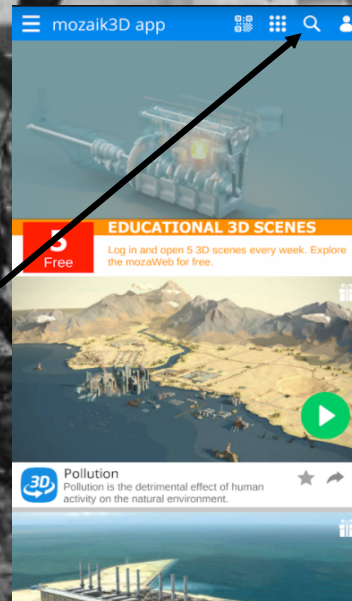 mozaik3D app
EDUCATIONAL 3D SCENES
5
Free
Log in and open 5 3D scenes every week. Explore
the mozaWeb for free.
3D
Pollution
Pollution is the detrimental effect of human
activity on the natural environment.